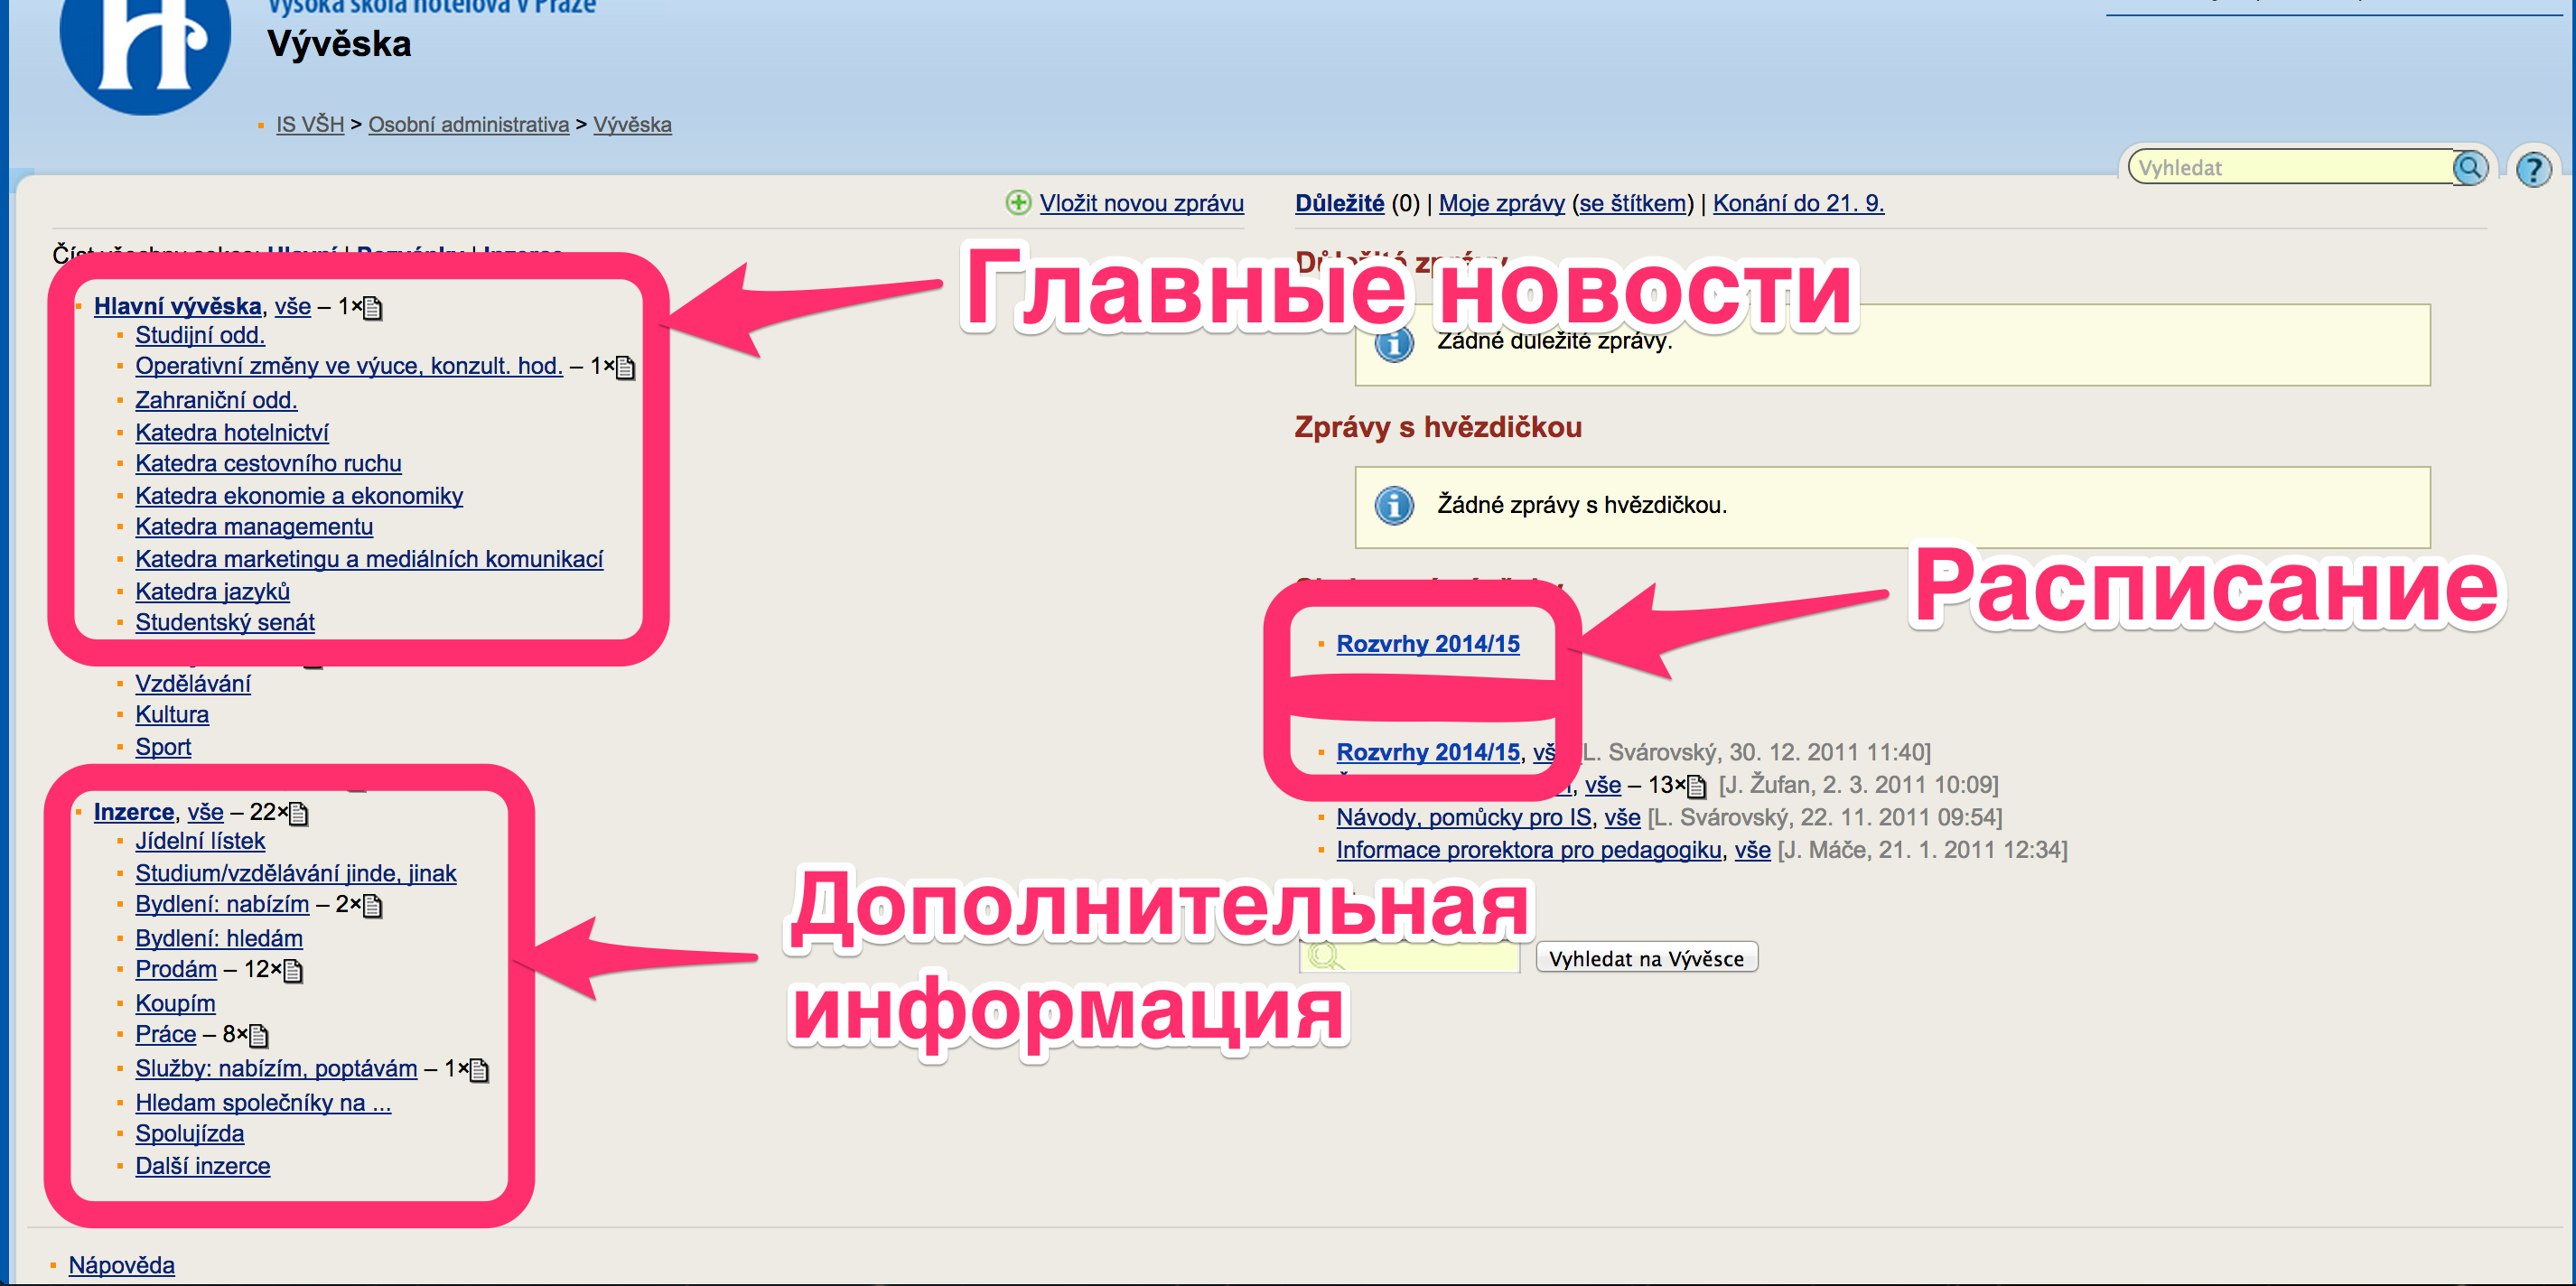 Vysoká škola hotelová v Praze
Vývěska
IS VŠH > Osobní administrativa > Vývěska
Vyhledat
?
Vložit novou zprávu
Důležité (0) | Moje zprávy (se štítkem) | Konání do 21. 9.
Главные новости
Hlavní vývěska, vše – 1×
Studijní odd.
Operativní změny ve výuce, konzult. hod. – 1×
Zahraniční odd.
Katedra hotelnictví
Katedra cestovního ruchu
Katedra ekonomie a ekonomiky
Katedra managementu
Katedra marketingu a mediálních komunikací
Katedra jazyků
Studentský senát
Vzdělávání
Kultura
Sport
Inzerce, vše – 22×
Jídelní lístek
Studium/vzdělávání jinde, jinak
Bydlení: nabízím – 2×
Bydlení: hledám
Prodám – 12×
Koupím
Práce – 8×
Služby: nabízím, poptávám – 1×
Hledam společníky na ...
Spolujízda
Další inzerce
Дополнительная
информация
Důležité zprávy
Žádné důležité zprávy.
Zprávy s hvězdičkou
Žádné zprávy s hvězdičkou.
Расписание
Rozvrhy 2014/15
Rozvrhy 2014/15, vše [L. Svárovský, 30. 12. 2011 11:40]
, vše – 13× [J. Žufan, 2. 3. 2011 10:09]
Návody, pomůcky pro IS, vše [L. Svárovský, 22. 11. 2011 09:54]
Informace prorektora pro pedagogiku, vše [J. Máče, 21. 1. 2011 12:34]
Vyhledat na Vývěsce
Nápověda